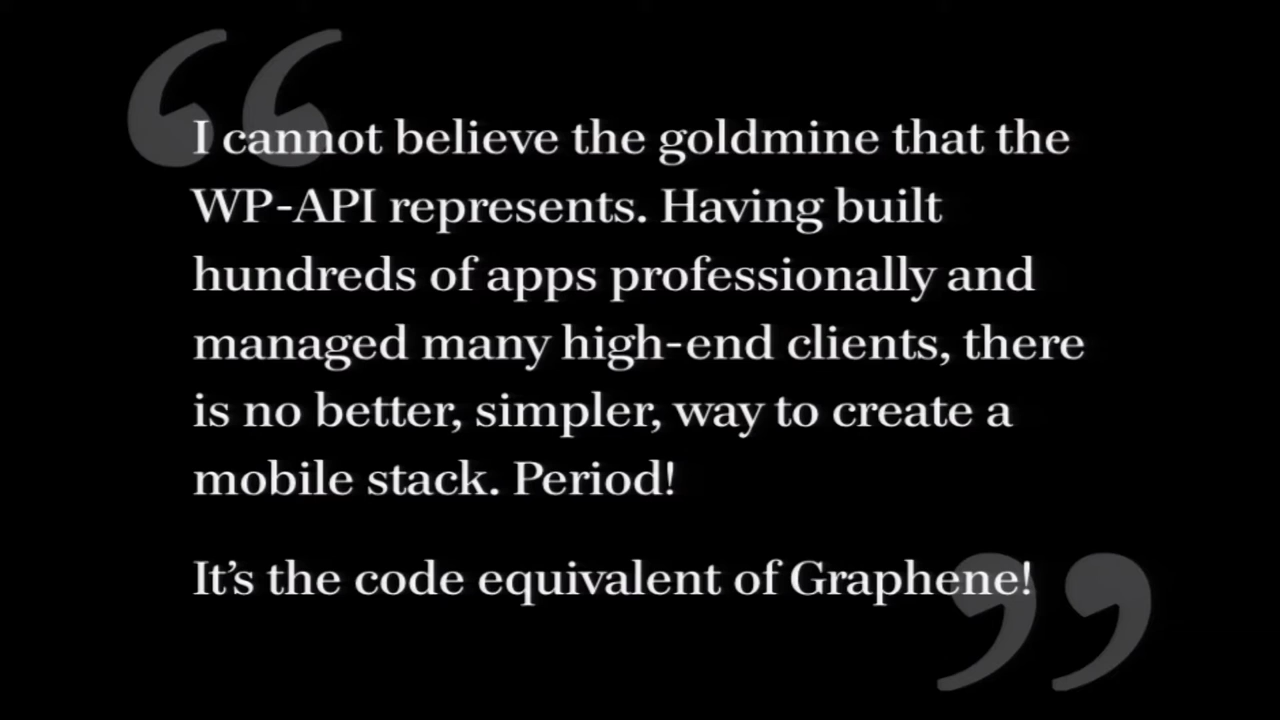 I cannot believe the goldmine that the
WP-API represents. Having built
hundreds of apps professionally and
managed many high-end clients, there
is no better, simpler, way to create a
mobile stack. Period!
It’s the code equivalent of Graphene!